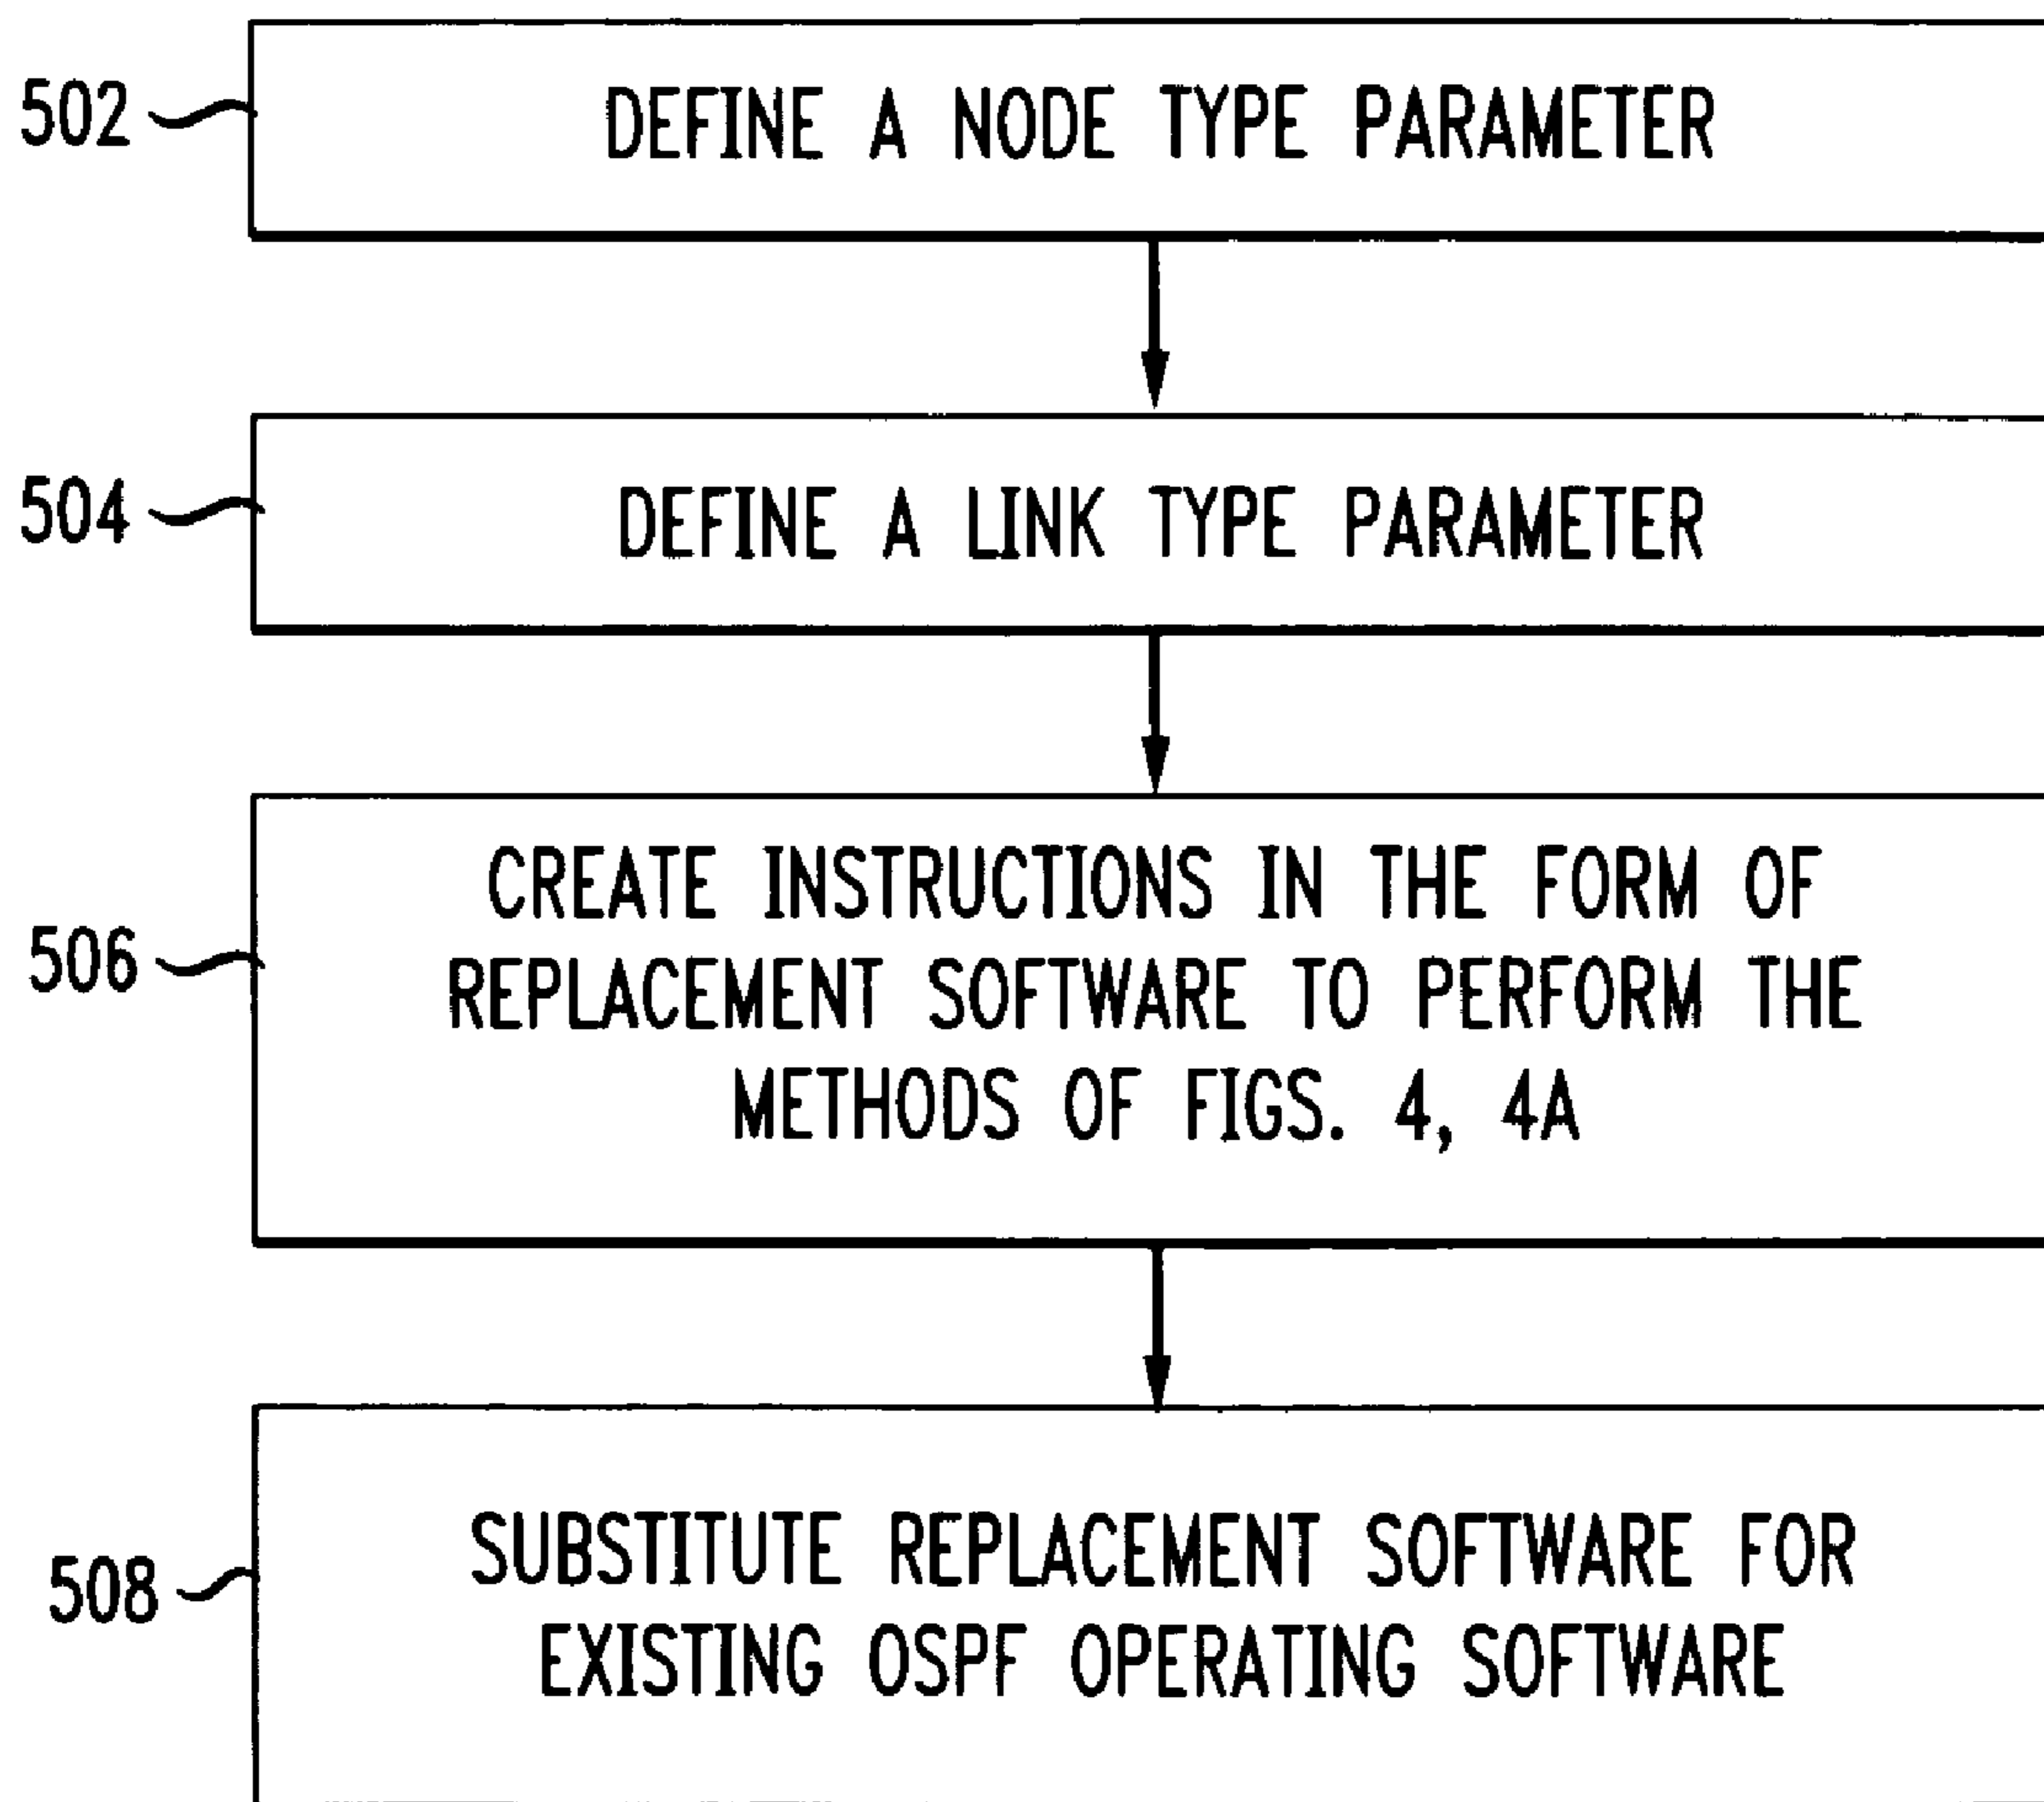 502
DEFINE A NODE TYPE PARAMETER
504
DEFINE A LINK TYPE PARAMETER
506
CREATE INSTRUCTIONS IN THE FORM OF
REPLACEMENT SOFTWARE TO PERFORM THE
METHODS OF FIGS. 4, 4A
508
SUBSTITUTE REPLACEMENT SOFTWARE FOR
EXISTING OSPF OPERATING SOFTWARE